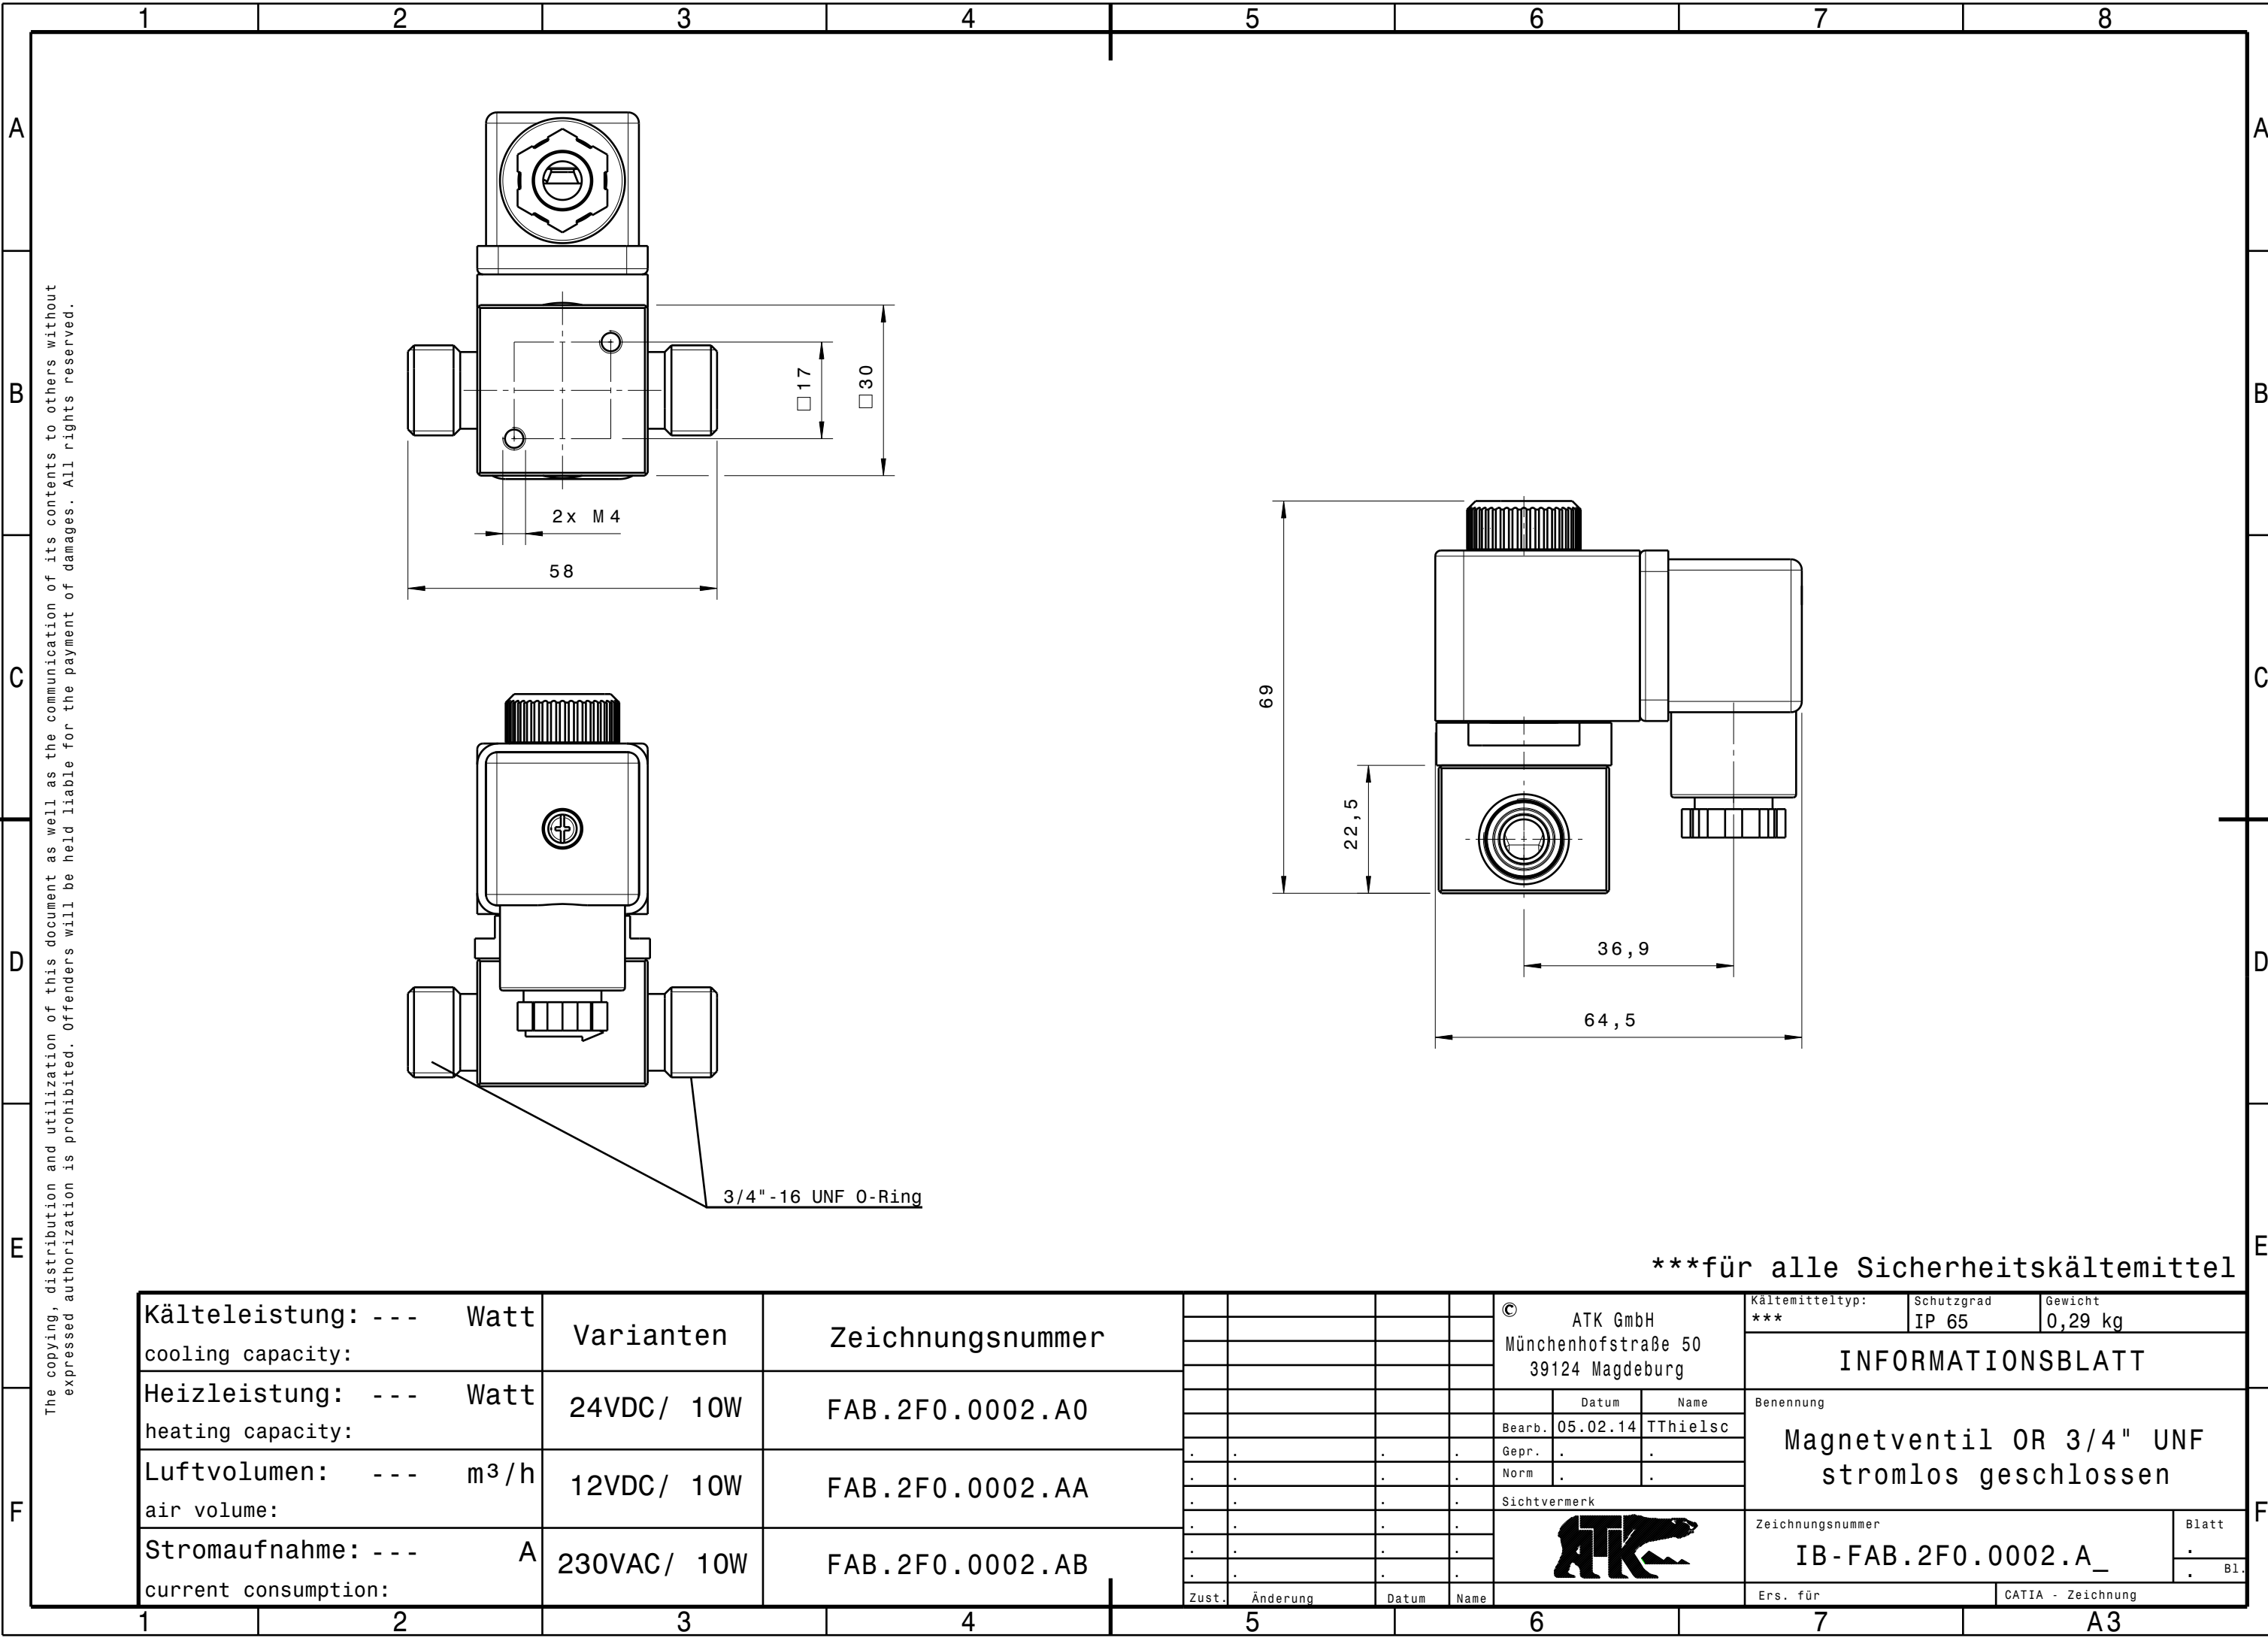 1 2 3 4 5 6 7 8
A A
B B
C C
D D
E E
F F
The copying, distribution and utilization of this document as well as the communication of its contents to others without
expressed authorization is prohibited. Offenders will be held liable for the payment of damages. All rights reserved.
□17
□30
2x M4
58
69
22,5
36,9
64,5
3/4"-16 UNF O-Ring
***für alle Sicherheitskältemittel
Kälteleistung: --- Watt
cooling capacity:
Heizleistung: --- Watt
heating capacity:
Luftvolumen: --- m³/h
air volume:
Stromaufnahme: --- A
current consumption:
Varianten Zeichnungsnummer
24VDC/ 10W FAB.2F0.0002.A0
12VDC/ 10W FAB.2F0.0002.AA
230VAC/ 10W FAB.2F0.0002.AB
. . . .
. . . .
. . . .
. . . .
. . . .
. . . .
Zust. Änderung Datum Name
© ATK GmbH
Münchenhofstraße 50
39124 Magdeburg
Datum Name
Bearb. 05.02.14 TThielsc
Gepr. . .
Norm . .
Sichtvermerk
ATK
Kältemitteltyp: Schutzgrad Gewicht
*** IP 65 0,29 kg
INFORMATIONSBLATT
Benennung
Magnetventil OR 3/4" UNF
stromlos geschlossen
Zeichnungsnummer Blatt
IB-FAB.2F0.0002.A_ .
. Bl.
Ers. für CATIA - Zeichnung
1 2 3 4 5 6 7 A3